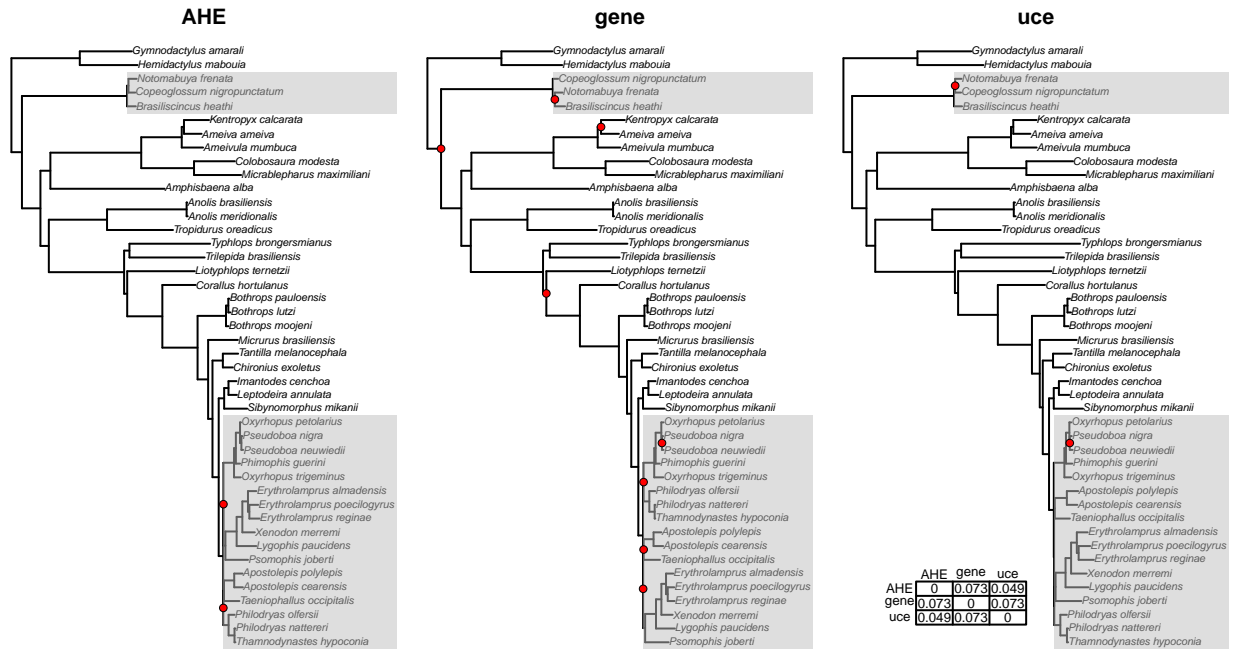 AHE
Gymnodactylus amarali
Hemidactylus mabouia
Notomabuya frenata
Copeoglossum nigropunctatum
Brasiliscincus heathi
Kentropyx calcarata
Ameiva ameiva
Ameivula mumbuca
Colobosaura modesta
Micrablepharus maximiliani
Amphisbaena alba
Anolis brasiliensis
Anolis meridionalis
Tropidurus oreadicus
Typhlops brongersmianus
Trilepida brasiliensis
Liotyphlops ternetzii
Corallus hortulanus
Bothrops pauloensis
Bothrops lutzi
Bothrops moojeni
Micrurus brasiliensis
Tantilla melanocephala
Chironius exoletus
Imantodes cenchoa
Leptodeira annulata
Sibynomorphus mikanii
Oxyrhopus petolarius
Pseudoboa nigra
Pseudoboa neuwiedii
Phimophis guerini
Oxyrhopus trigeminus
Erythrolamprus almadensis
Erythrolamprus poecilogyrus
Erythrolamprus reginae
Xenodon merremi
Lygophis paucidens
Psomophis joberti
Apostolepis polylepis
Apostolepis cearensis
Taeniophallus occipitalis
Philodryas olfersii
Philodryas nattereri
Thamnodynastes hypoconia
gene
Gymnodactylus amarali
Hemidactylus mabouia
Copeoglossum nigropunctatum
Notomabuya frenata
Brasiliscincus heathi
Kentropyx calcarata
Ameiva ameiva
Ameivula mumbuca
Colobosaura modesta
Micrablepharus maximiliani
Amphisbaena alba
Anolis brasiliensis
Anolis meridionalis
Tropidurus oreadicus
Typhlops brongersmianus
Trilepida brasiliensis
Liotyphlops ternetzii
Corallus hortulanus
Bothrops pauloensis
Bothrops lutzi
Bothrops moojeni
Micrurus brasiliensis
Tantilla melanocephala
Chironius exoletus
Imantodes cenchoa
Leptodeira annulata
Sibynomorphus mikanii
Oxyrhopus petolarius
Pseudoboa nigra
Pseudoboa neuwiedii
Phimophis guerini
Oxyrhopus trigeminus
Philodryas olfersii
Philodryas nattereri
Thamnodynastes hypoconia
Apostolepis polylepis
Apostolepis cearensis
Taeniophallus occipitalis
Erythrolamprus almadensis
Erythrolamprus poecilogyrus
Erythrolamprus reginae
Xenodon merremi
Lygophis paucidens
Psomophis joberti
uce
Gymnodactylus amarali
Hemidactylus mabouia
Notomabuya frenata
Copeoglossum nigropunctatum
Brasiliscincus heathi
Kentropyx calcarata
Ameiva ameiva
Ameivula mumbuca
Colobosaura modesta
Micrablepharus maximiliani
Amphisbaena alba
Anolis brasiliensis
Anolis meridionalis
Tropidurus oreadicus
Typhlops brongersmianus
Trilepida brasiliensis
Liotyphlops ternetzii
Corallus hortulanus
Bothrops pauloensis
Bothrops lutzi
Bothrops moojeni
Micrurus brasiliensis
Tantilla melanocephala
Chironius exoletus
Imantodes cenchoa
Leptodeira annulata
Sibynomorphus mikanii
Oxyrhopus petolarius
Pseudoboa nigra
Pseudoboa neuwiedii
Phimophis guerini
Oxyrhopus trigeminus
Apostolepis polylepis
Apostolepis cearensis
Taeniophallus occipitalis
Erythrolamprus almadensis
Erythrolamprus poecilogyrus
Erythrolamprus reginae
Xenodon merremi
Lygophis paucidens
Psomophis joberti
Philodryas olfersii
Philodryas nattereri
Thamnodynastes hypoconia
AHE gene uce
AHE 0 0.073 0.049
gene 0.073 0 0.073
uce 0.049 0.073 0